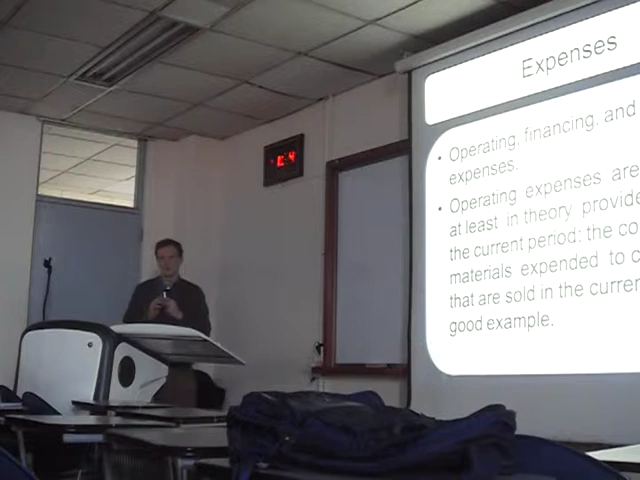 Expenses
• Operating, financing, and
expenses.
• Operating expenses are
at least in theory provide
the current period: the co
materials expended to c
that are sold in the curren
good example.